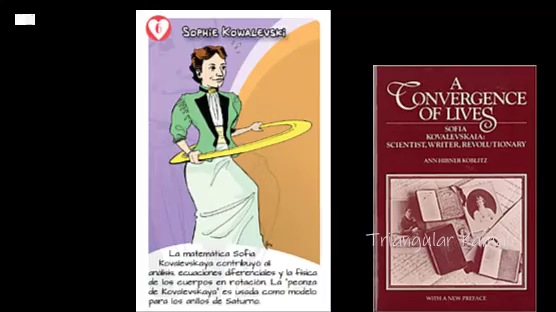 6
SOPHIE KOWALEVSKI
La matemática Sofia
Kovalevskaya contribuyó al
análisis, ecuaciones diferenciales y la física
de los cuerpos en rotación. La "peonza
de Kovalevskaya" es usada como modelo
para los anillos de Saturno.
A
CONVERGENCE
OF LIVES
SOFIA
KOVALEVSKAIA:
SCIENTIST, WRITER, REVOLUTIONARY
ANN HIBNER KOBLITZ
Triangular
WITH A NEW PREFACE